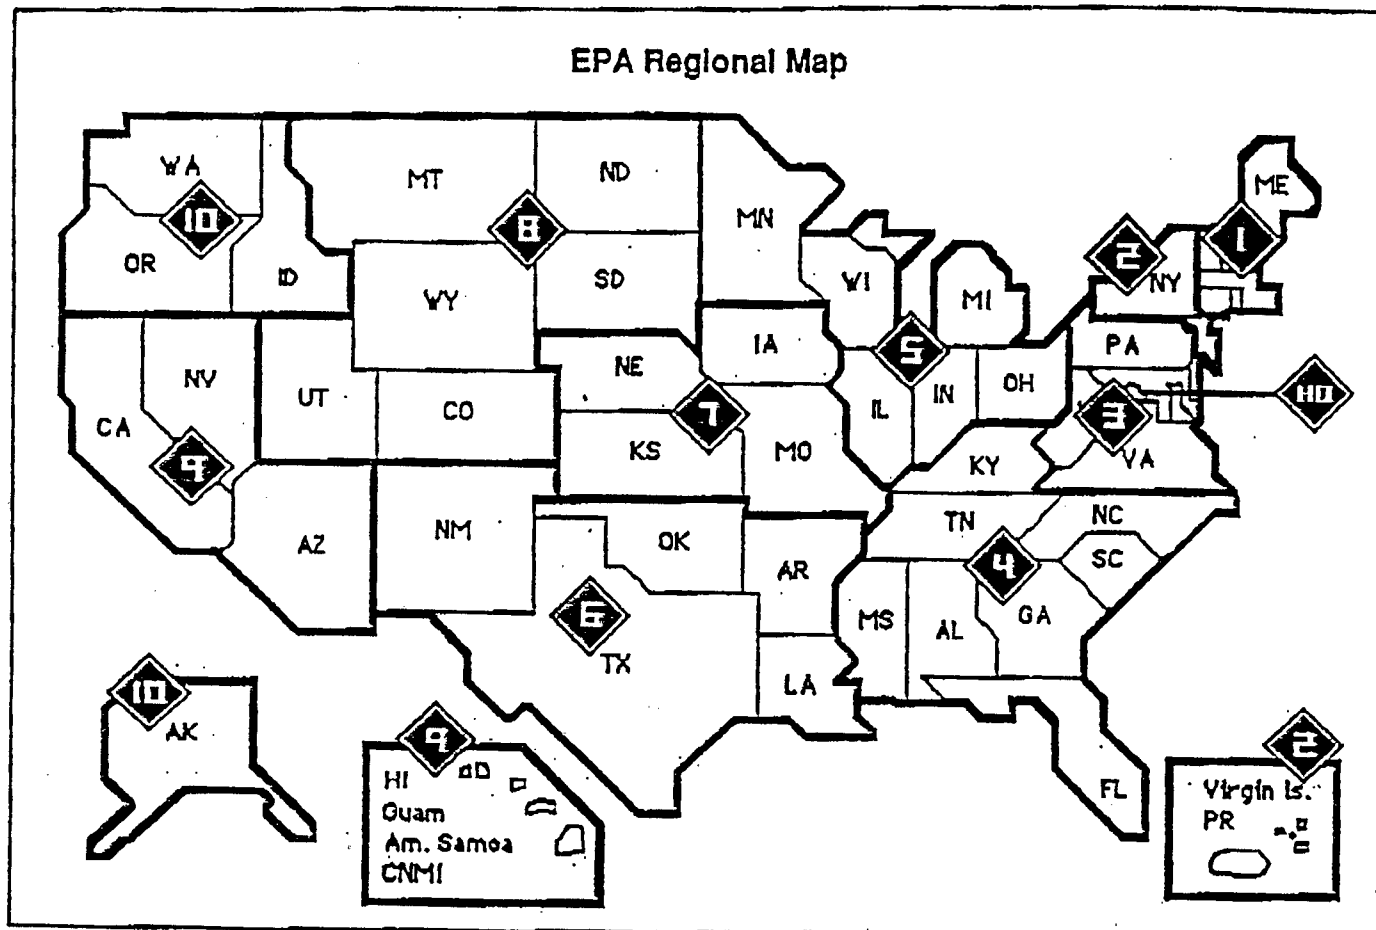 EPA Regional Map
WA
MT
ND
MN
ME
10
8
2
1
OR
ID
WY
SD
WI
MI
NY
NV
UT
CO
NE
IA
5
PA
CA
9
KS
7
MO
IL
IN
OH
3
HQ
KY
VA
AZ
NM
OK
AR
TN
NC
4
SC
6
TX
LA
MS
AL
GA
FL
10
AK
9
HI
Guam
Am. Samoa
CNMI
2
Virgin Is.
PR